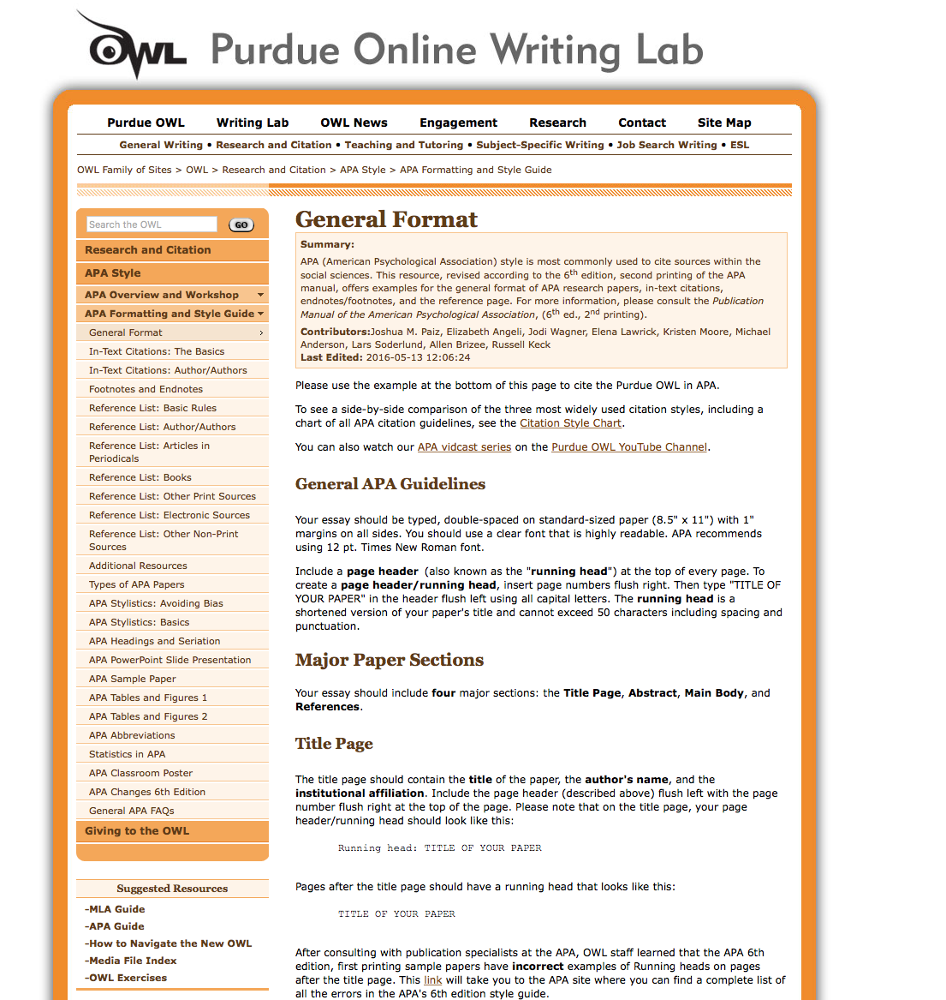 OWL Purdue Online Writing Lab
Purdue OWL Writing Lab OWL News Engagement Research Contact Site Map
General Writing • Research and Citation • Teaching and Tutoring • Subject-Specific Writing • Job Search Writing • ESL
OWL Family of Sites > OWL > Research and Citation > APA Style > APA Formatting and Style Guide
Search the OWL GO
Research and Citation
APA Style
APA Overview and Workshop
APA Formatting and Style Guide
General Format
In-Text Citations: The Basics
In-Text Citations: Author/Authors
Footnotes and Endnotes
Reference List: Basic Rules
Reference List: Author/Authors
Reference List: Articles in
Periodicals
Reference List: Books
Reference List: Other Print Sources
Reference List: Electronic Sources
Reference List: Other Non-Print
Sources
Additional Resources
Types of APA Papers
APA Stylistics: Avoiding Bias
APA Stylistics: Basics
APA Headings and Seriation
APA PowerPoint Slide Presentation
APA Sample Paper
APA Tables and Figures 1
APA Tables and Figures 2
APA Abbreviations
Statistics in APA
APA Classroom Poster
APA Changes 6th Edition
General APA FAQs
Giving to the OWL
Suggested Resources
-MLA Guide
-APA Guide
-How to Navigate the New OWL
-Media File Index
-OWL Exercises
General Format
Summary:
APA (American Psychological Association) style is most commonly used to cite sources within the
social sciences. This resource, revised according to the 6th edition, second printing of the APA
manual, offers examples for the general format of APA research papers, in-text citations,
endnotes/footnotes, and the reference page. For more information, please consult the Publication
Manual of the American Psychological Association, (6th ed., 2nd printing).
Contributors:Joshua M. Paiz, Elizabeth Angeli, Jodi Wagner, Elena Lawrick, Kristen Moore, Michael
Anderson, Lars Soderlund, Allen Brizee, Russell Keck
Last Edited: 2016-05-13 12:06:24
Please use the example at the bottom of this page to cite the Purdue OWL in APA.
To see a side-by-side comparison of the three most widely used citation styles, including a
chart of all APA citation guidelines, see the Citation Style Chart.
You can also watch our APA vidcast series on the Purdue OWL YouTube Channel.
General APA Guidelines
Your essay should be typed, double-spaced on standard-sized paper (8.5" x 11") with 1"
margins on all sides. You should use a clear font that is highly readable. APA recommends
using 12 pt. Times New Roman font.
Include a page header (also known as the "running head") at the top of every page. To
create a page header/running head, insert page numbers flush right. Then type "TITLE OF
YOUR PAPER" in the header flush left using all capital letters. The running head is a
shortened version of your paper's title and cannot exceed 50 characters including spacing and
punctuation.
Major Paper Sections
Your essay should include four major sections: the Title Page, Abstract, Main Body, and
References.
Title Page
The title page should contain the title of the paper, the author's name, and the
institutional affiliation. Include the page header (described above) flush left with the page
number flush right at the top of the page. Please note that on the title page, your page
header/running head should look like this:
Running head: TITLE OF YOUR PAPER
Pages after the title page should have a running head that looks like this:
TITLE OF YOUR PAPER
After consulting with publication specialists at the APA, OWL staff learned that the APA 6th
edition, first printing sample papers have incorrect examples of Running heads on pages
after the title page. This link will take you to the APA site where you can find a complete list of
all the errors in the APA's 6th edition style guide.